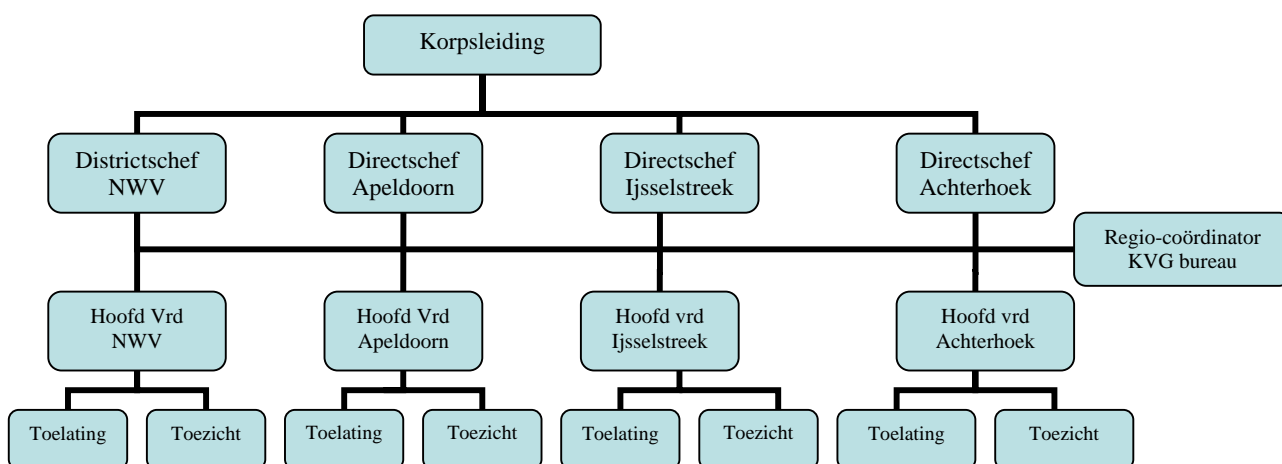 Korpsleiding
Districtschef
NWV
Directschef
Apeldoorn
Directschef
Ijsselstreek
Directschef
Achterhoek
Regio-coördinator
KVG bureau
Hoofd Vrd
NWV
Hoofd Vrd
Apeldoorn
Hoofd vrd
Ijsselstreek
Hoofd vrd
Achterhoek
Toelating
Toezicht
Toelating
Toezicht
Toelating
Toezicht
Toelating
Toezicht